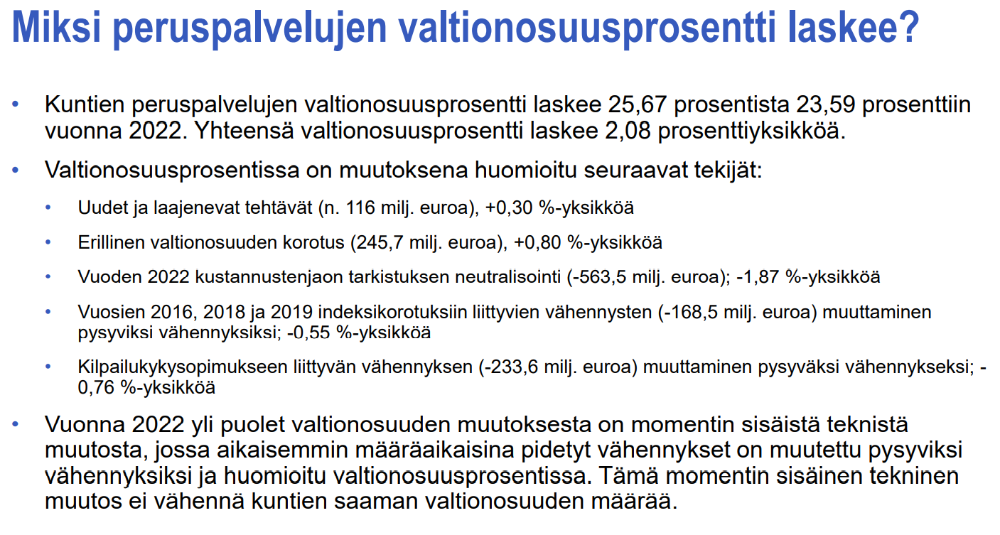 Miksi peruspalvelujen valtionosuusprosentti laskee?
• Kuntien peruspalvelujen valtionosuusprosentti laskee 25,67 prosentista 23,59 prosenttiin
vuonna 2022. Yhteensä valtionosuusprosentti laskee 2,08 prosenttiyksikköä.
• Valtionosuusprosentissa on muutoksena huomioitu seuraavat tekijät:
• Uudet ja laajenevat tehtävät (n. 116 milj. euroa), +0,30 %-yksikköä
• Erillinen valtionosuuden korotus (245,7 milj. euroa), +0,80 %-yksikköä
• Vuoden 2022 kustannustenjaon tarkistuksen neutralisointi (-563,5 milj. euroa); -1,87 %-yksikköä
• Vuosien 2016, 2018 ja 2019 indeksikorotuksiin liittyvien vähennysten (-168,5 milj. euroa) muuttaminen
pysyviksi vähennyksiksi; -0,55 %-yksikköä
• Kilpailukykysopimukseen liittyvän vähennyksen (-233,6 milj. euroa) muuttaminen pysyväksi vähennykseksi; -
0,76 %-yksikköä
• Vuonna 2022 yli puolet valtionosuuden muutoksesta on momentin sisäistä teknistä
muutosta, jossa aikaisemmin määräaikaisina pidetyt vähennykset on muutettu pysyviksi
vähennyksiksi ja huomioitu valtionosuusprosentissa. Tämä momentin sisäinen tekninen
muutos ei vähennä kuntien saaman valtionosuuden määrää.